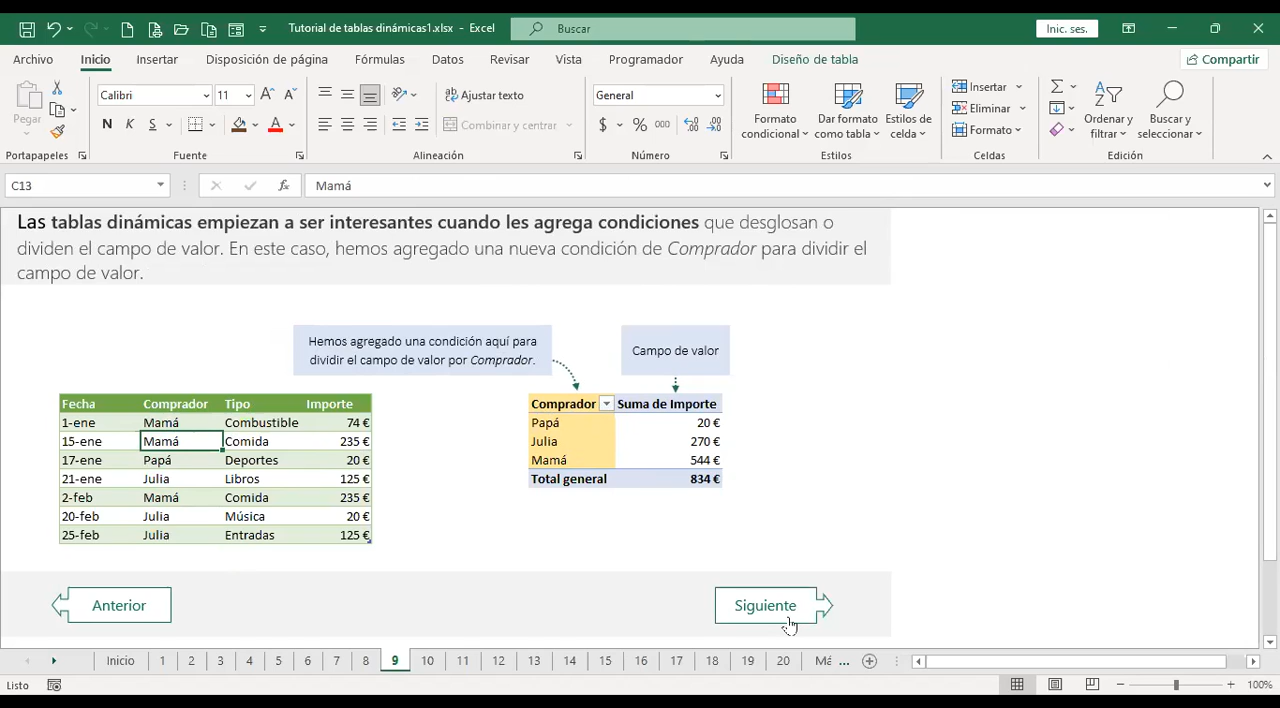 Tutorial de tablas dinámicas1.xlsx - Excel
Buscar
Inic. ses.
Archivo Inicio Insertar Disposición de página Fórmulas Datos Revisar Vista Programador Ayuda Diseño de tabla Compartir
Pegar
Calibri 11
N K S
Ajustar texto
Combinar y centrar
General
$ % 000
Formato condicional
Dar formato como tabla
Estilos de celda
Insertar
Eliminar
Formato
Ordenar y filtrar
Buscar y seleccionar
Portapapeles Fuente Alineación Número Estilos Celdas Edición
C13 fx Mamá
Las tablas dinámicas empiezan a ser interesantes cuando les agrega condiciones que desglosan o
dividen el campo de valor. En este caso, hemos agregado una nueva condición de Comprador para dividir el
campo de valor.
Hemos agregado una condición aquí para
dividir el campo de valor por Comprador.
Campo de valor
Fecha Comprador Tipo Importe
1-ene Mamá Combustible 74 €
15-ene Mamá Comida 235 €
17-ene Papá Deportes 20 €
21-ene Julia Libros 125 €
2-feb Mamá Comida 235 €
20-feb Julia Música 20 €
25-feb Julia Entradas 125 €
Comprador Suma de Importe
Papá 20 €
Julia 270 €
Mamá 544 €
Total general 834 €
Anterior
Siguiente
Inicio 1 2 3 4 5 6 7 8 9 10 11 12 13 14 15 16 17 18 19 20 Má ...
Listo
100%